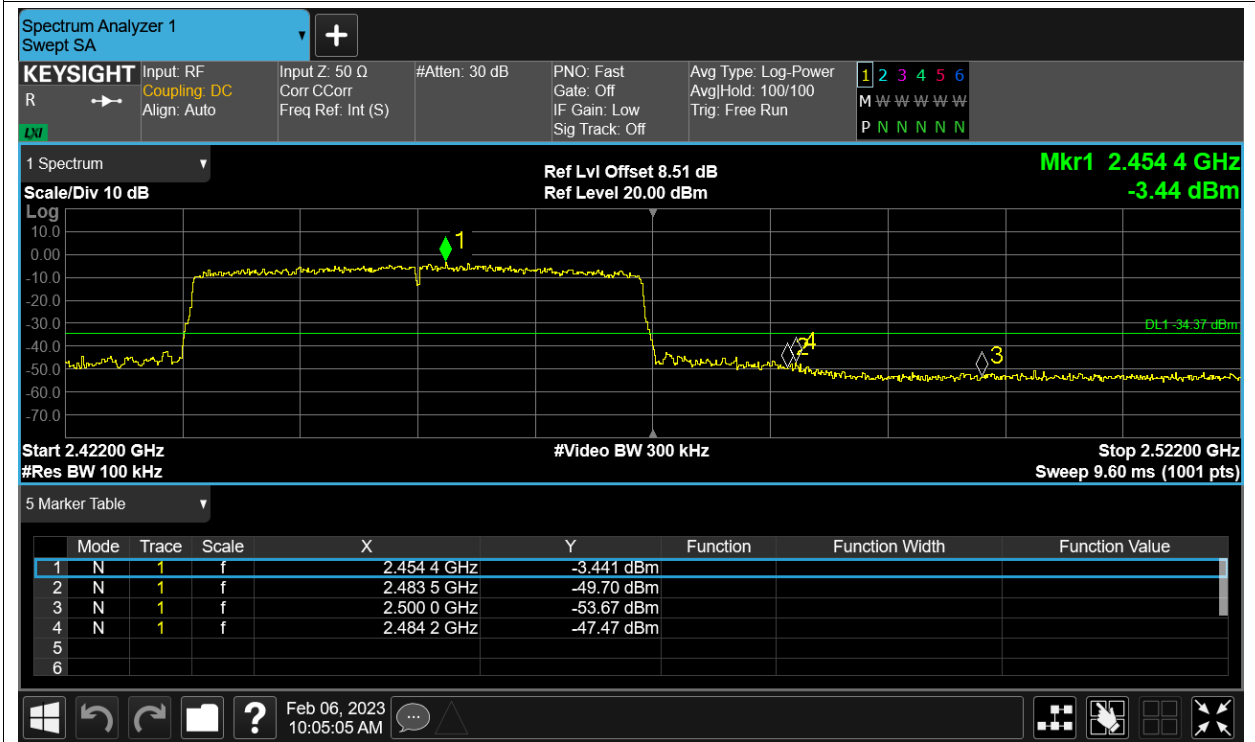 Spectrum Analyzer 1
Swept SA
+
KEYSIGHT Input: RF Input Z: 50 Ω #Atten: 30 dB PNO: Fast Avg Type: Log-Power 1 2 3 4 5 6
R Coupling: DC Corr CCorr Gate: Off Avg|Hold: 100/100 M W W W W W
Align: Auto Freq Ref: Int (S) IF Gain: Low Trig: Free Run
LXI Sig Track: Off P N N N N N
1 Spectrum Ref Lvl Offset 8.51 dB Mkr1 2.454 4 GHz
Scale/Div 10 dB Ref Level 20.00 dBm -3.44 dBm
Log
10.0
1
0.00
-10.0
-20.0
-30.0 DL1 -34.37 dBm
-40.0 2 4 3
-50.0
-60.0
-70.0
Start 2.42200 GHz #Video BW 300 kHz Stop 2.52200 GHz
#Res BW 100 kHz Sweep 9.60 ms (1001 pts)
5 Marker Table
Mode Trace Scale X Y Function Function Width Function Value
1 N 1 f 2.454 4 GHz -3.441 dBm
2 N 1 f 2.483 5 GHz -49.70 dBm
3 N 1 f 2.500 0 GHz -53.67 dBm
4 N 1 f 2.484 2 GHz -47.47 dBm
5
6
? Feb 06, 2023
10:05:05 AM